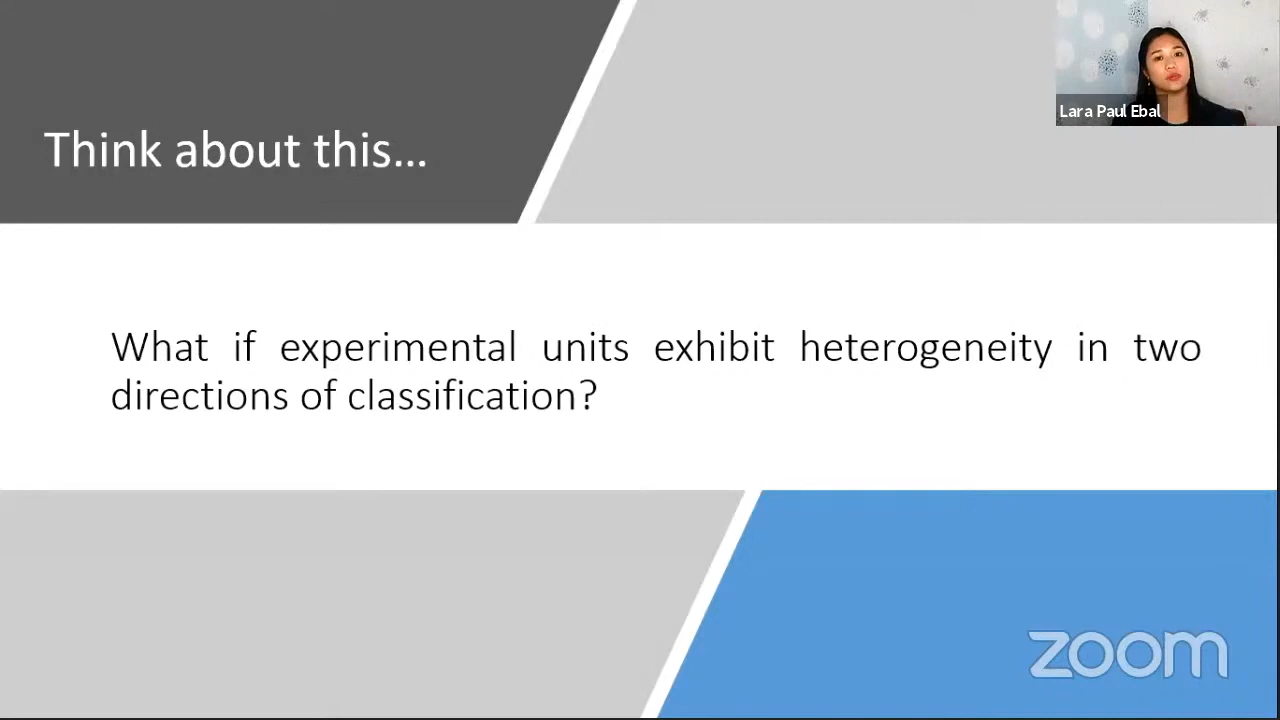 Lara Paul Ebal
Think about this...
What if experimental units exhibit heterogeneity in two
directions of classification?
zoom